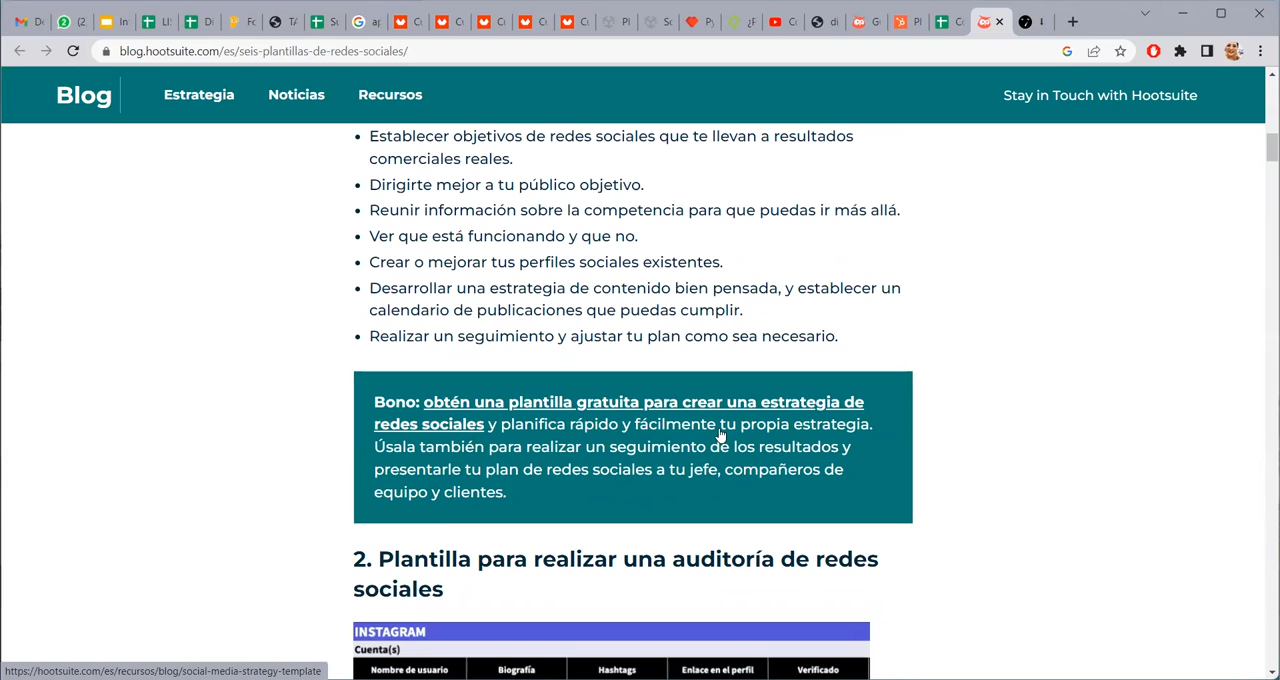 blog.hootsuite.com/es/seis-plantillas-de-redes-sociales/
Blog
Estrategia
Noticias
Recursos
Stay in Touch with Hootsuite
• Establecer objetivos de redes sociales que te llevan a resultados
comerciales reales.
• Dirigirte mejor a tu público objetivo.
• Reunir información sobre la competencia para que puedas ir más allá.
• Ver que está funcionando y que no.
• Crear o mejorar tus perfiles sociales existentes.
• Desarrollar una estrategia de contenido bien pensada, y establecer un
calendario de publicaciones que puedas cumplir.
• Realizar un seguimiento y ajustar tu plan como sea necesario.
Bono: obtén una plantilla gratuita para crear una estrategia de
redes sociales y planifica rápido y fácilmente tu propia estrategia.
Úsala también para realizar un seguimiento de los resultados y
presentarle tu plan de redes sociales a tu jefe, compañeros de
equipo y clientes.
2. Plantilla para realizar una auditoría de redes
sociales
INSTAGRAM
Cuenta(s)
Nombre de usuario
Biografía
Hashtags
Enlace en el perfil
Verificado
https://hootsuite.com/es/recursos/blog/social-media-strategy-template